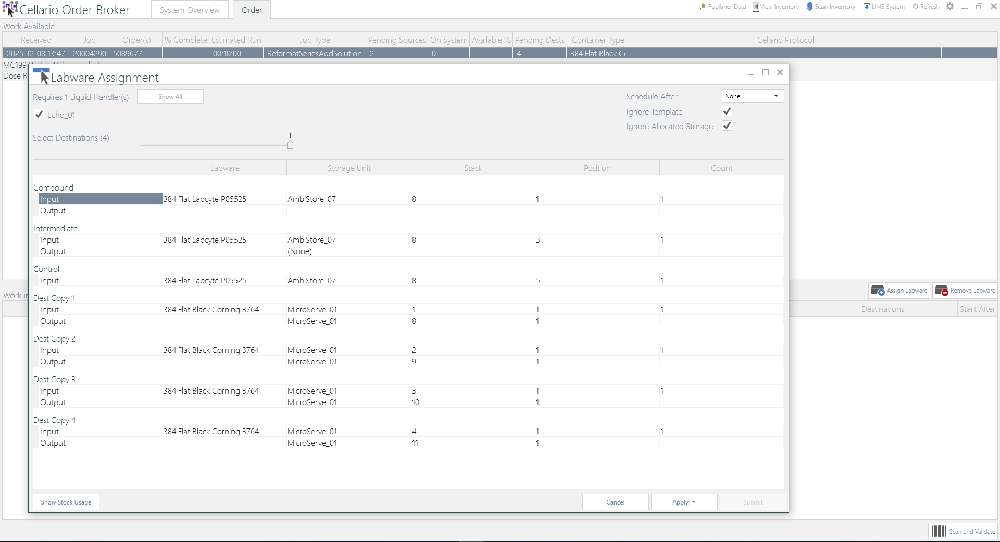 Cellario Order Broker System Overview Order Publisher Data View Inventory Scan Inventory LIMS System Refresh
Work Available
Received Job Order(s) % Complete Estimated Run Job Type Pending Sources On System Available % Pending Dests Container Type Cellario Protocol
2025-12-08 13:47 20004290 5089677 00:10:00 ReformatSeriesAddSolution 2 0 4 384 Flat Black
MC199
Dose
Labware Assignment
Requires 1 Liquid Handler(s) Show All Schedule After None
Echo_01 Ignore Template
Ignore Allocated Storage
Select Destinations (4)
Labware Storage Unit Stack Position Count
Compound
Input 384 Flat Labcyte P05525 AmbiStore_07 8 1 1
Output
Intermediate
Input 384 Flat Labcyte P05525 AmbiStore_07 8 3 1
Output (None)
Control
Input 384 Flat Labcyte P05525 AmbiStore_07 8 5 1
Assign Labware Remove Labware
Work
Dest Copy 1
Destinations Start After
Input 384 Flat Black Corning 3764 MicroServe_01 1 1 1
Output MicroServe_01 8 1
Dest Copy 2
Input 384 Flat Black Corning 3764 MicroServe_01 2 1 1
Output MicroServe_01 9 1
Dest Copy 3
Input 384 Flat Black Corning 3764 MicroServe_01 3 1 1
Output MicroServe_01 10 1
Dest Copy 4
Input 384 Flat Black Corning 3764 MicroServe_01 4 1 1
Output MicroServe_01 11 1
Show Stock Usage Cancel Apply Submit
Scan and Validate